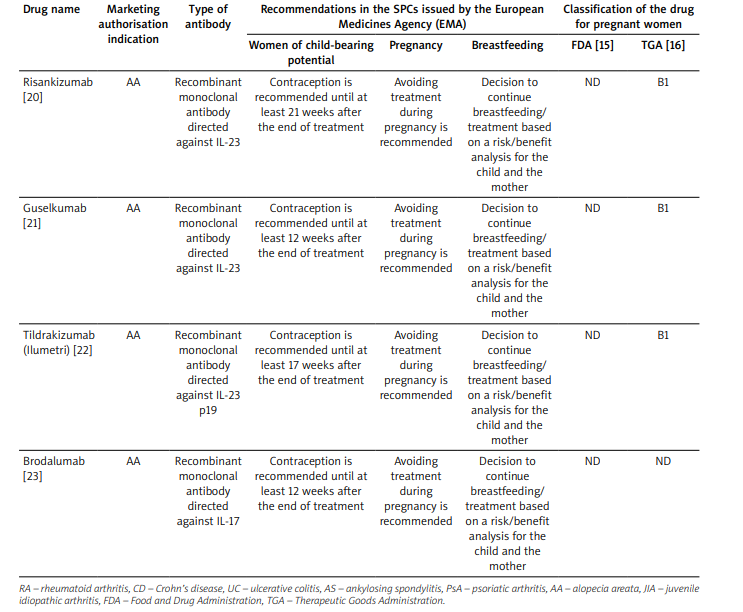 Drug name
Marketing
authorisation
indication
Type of
antibody
Recommendations in the SPCs issued by the European
Medicines Agency (EMA)
Classification of the drug
for pregnant women
Women of child-bearing
potential
Pregnancy
Breastfeeding
FDA [15]
TGA [16]
Risankizumab
[20]
AA
Recombinant
monoclonal
antibody
directed
against IL-23
Contraception is
recommended until at
least 21 weeks after
the end of treatment
Avoiding
treatment
during
pregnancy is
recommended
Decision to
continue
breastfeeding/
treatment based
on a risk/benefit
analysis for the
child and the
mother
ND
B1
Guselkumab
[21]
AA
Recombinant
monoclonal
antibody
directed
against IL-23
Contraception is
recommended until at
least 12 weeks after
the end of treatment
Avoiding
treatment
during
pregnancy is
recommended
Decision to
continue
breastfeeding/
treatment based
on a risk/benefit
analysis for the
child and the
mother
ND
B1
Tildrakizumab
(Ilumetri) [22]
AA
Recombinant
monoclonal
antibody
directed
against IL-23
p19
Contraception is
recommended until at
least 17 weeks after
the end of treatment
Avoiding
treatment
during
pregnancy is
recommended
Decision to
continue
breastfeeding/
treatment based
on a risk/benefit
analysis for the
child and the
mother
ND
B1
Brodalumab
[23]
AA
Recombinant
monoclonal
antibody
directed
against IL-17
Contraception is
recommended until at
least 12 weeks after
the end of treatment
Avoiding
treatment
during
pregnancy is
recommended
Decision to
continue
breastfeeding/
treatment based
on a risk/benefit
analysis for the
child and the
mother
ND
ND
RA – rheumatoid arthritis, CD – Crohn's disease, UC – ulcerative colitis, AS – ankylosing spondylitis, PsA – psoriatic arthritis, AA – alopecia areata, JIA – juvenile
idiopathic arthritis, FDA – Food and Drug Administration, TGA – Therapeutic Goods Administration.